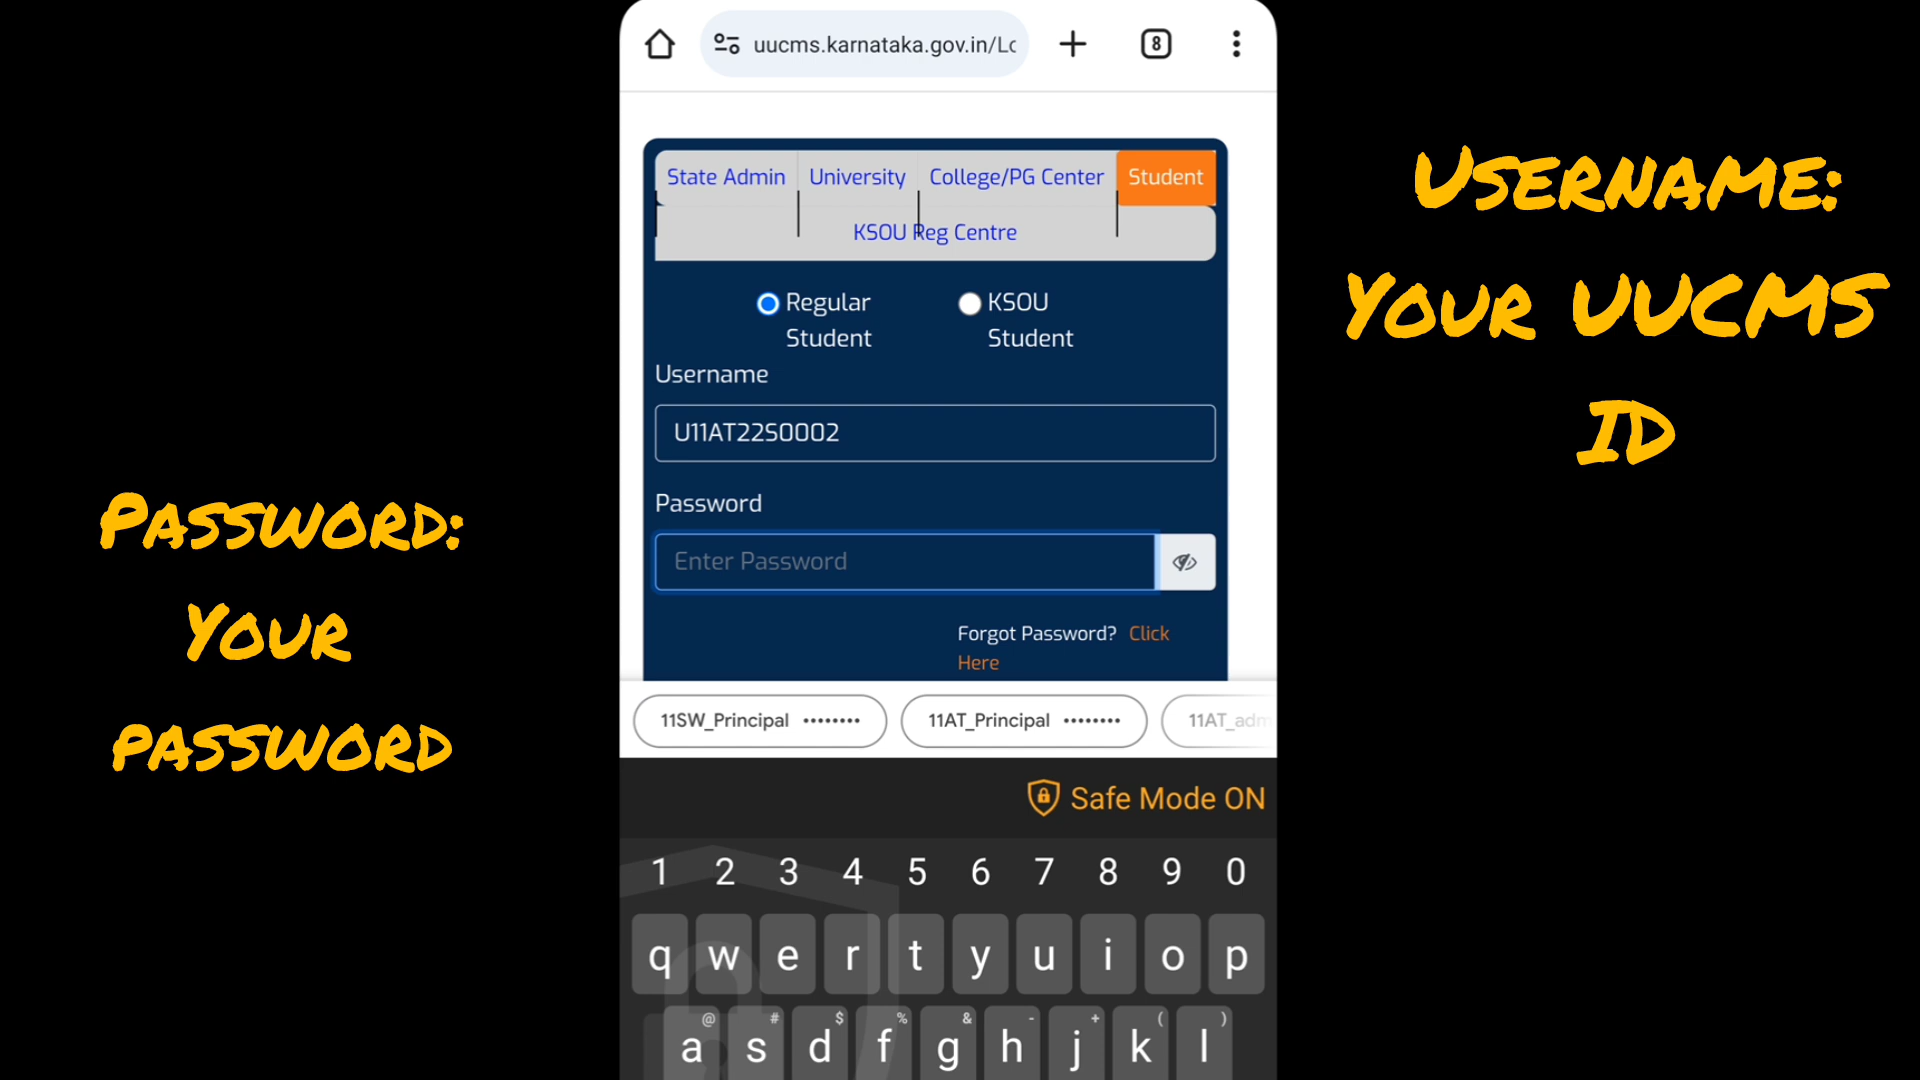 uucms.karnataka.gov.in/Lo
8
State Admin University College/PG Center Student
KSOU Reg Centre
Regular Student
KSOU Student
Username
U11AT22S0002
Password
Enter Password
Forgot Password? Click
Here
11SW_Principal ••••••••
11AT_Principal ••••••••
11AT_adm
Safe Mode ON
1 2 3 4 5 6 7 8 9 0
q w e r t y u i o p
@ # $ % & - + ( )
a s d f g h j k l
Password:
Your
password
Username:
Your UUCMS
ID